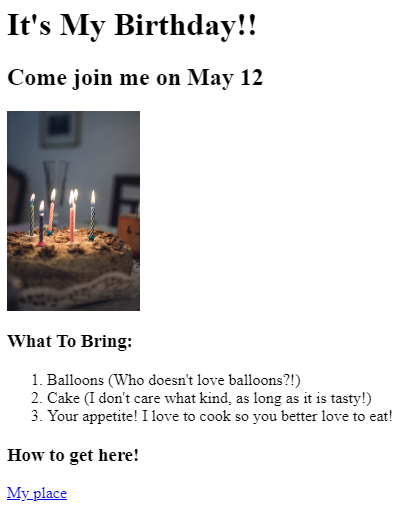 It's My Birthday!!
Come join me on May 12
What To Bring:
1. Balloons (Who doesn't love balloons?!)
2. Cake (I don't care what kind, as long as it is tasty!)
3. Your appetite! I love to cook so you better love to eat!
How to get here!
My place